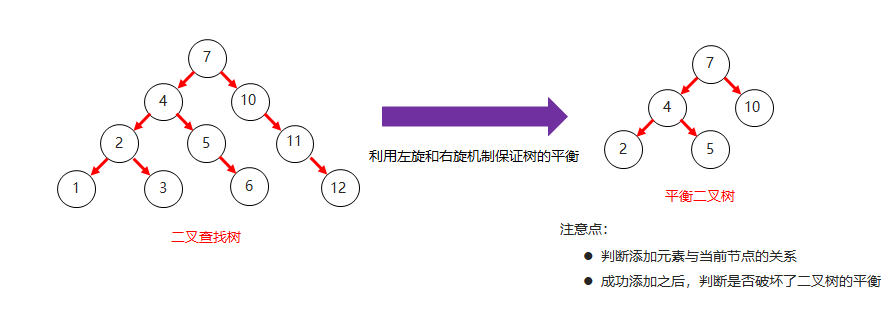 7
4 10
2 5 11
1 3 6 12
二叉查找树
利用左旋和右旋机制保证树的平衡
7
4 10
2 5
平衡二叉树
注意点：
● 判断添加元素与当前节点的关系
● 成功添加之后，判断是否破坏了二叉树的平衡